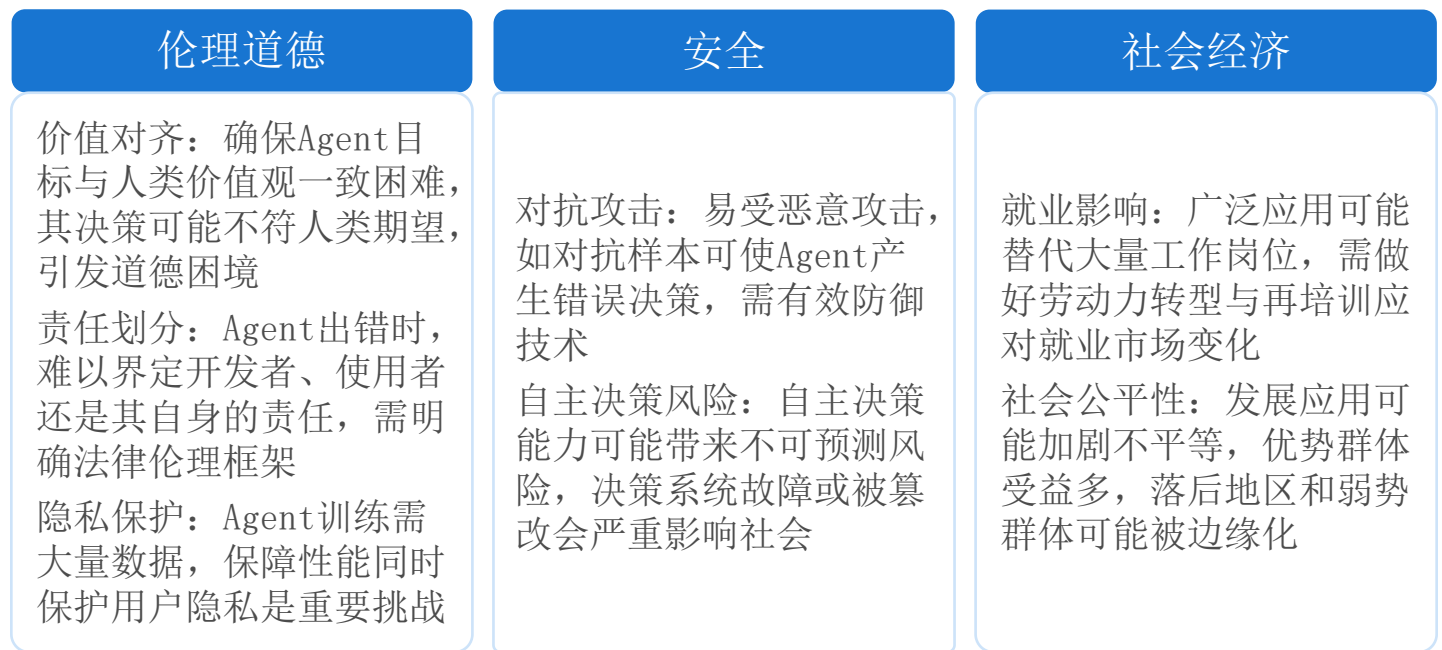 伦理道德
价值对齐：确保Agent目
标与人类价值观一致困难，
其决策可能不符人类期望，
引发道德困境
责任划分：Agent出错时，
难以界定开发者、使用者
还是其自身的责任，需明
确法律伦理框架
隐私保护：Agent训练需
大量数据，保障性能同时
保护用户隐私是重要挑战
安全
对抗攻击：易受恶意攻击，
如对抗样本可使Agent产
生错误决策，需有效防御
技术
自主决策风险：自主决策
能力可能带来不可预测风
险，决策系统故障或被篡
改会严重影响社会
社会经济
就业影响：广泛应用可能
替代大量工作岗位，需做
好劳动力转型与再培训应
对就业市场变化
社会公平性：发展应用可
能加剧不平等，优势群体
受益多，落后地区和弱势
群体可能被边缘化